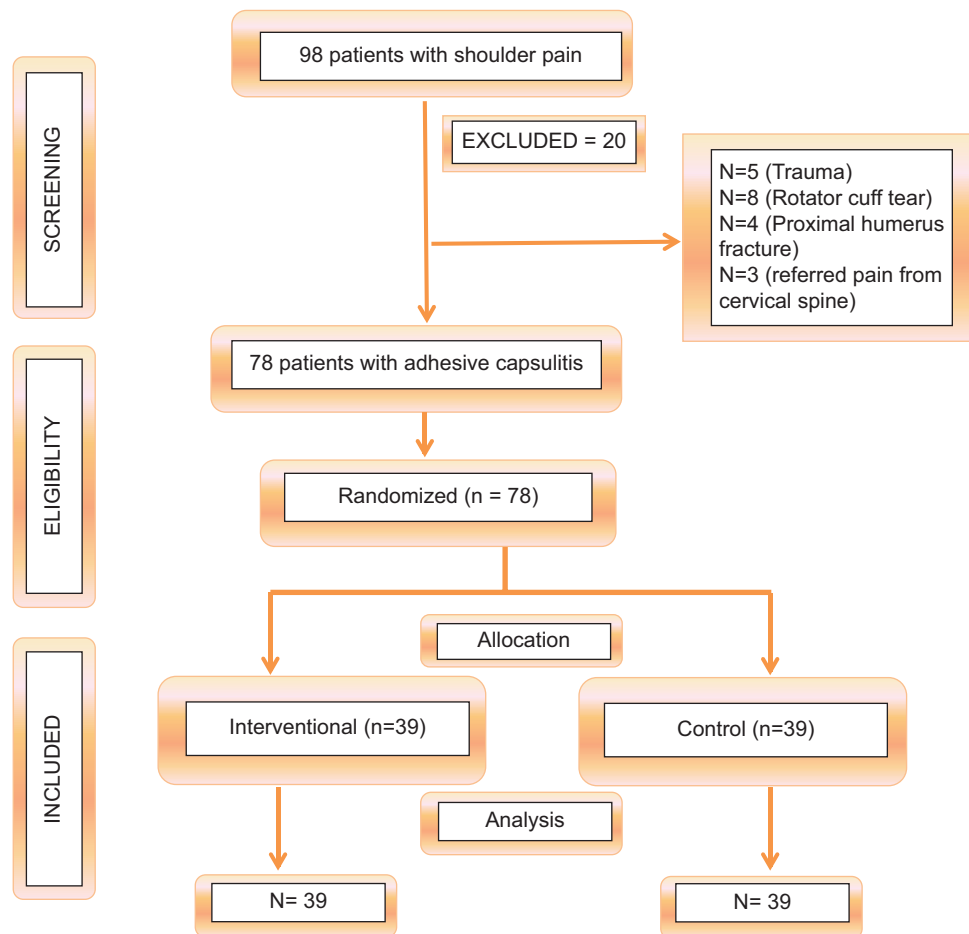 98 patients with shoulder pain
SCREENING
EXCLUDED = 20
N=5 (Trauma)
N=8 (Rotator cuff tear)
N=4 (Proximal humerus
fracture)
N=3 (referred pain from
cervical spine)
78 patients with adhesive capsulitis
ELIGIBILITY
Randomized (n = 78)
Allocation
INCLUDED
Interventional (n=39)
Control (n=39)
Analysis
N= 39
N= 39